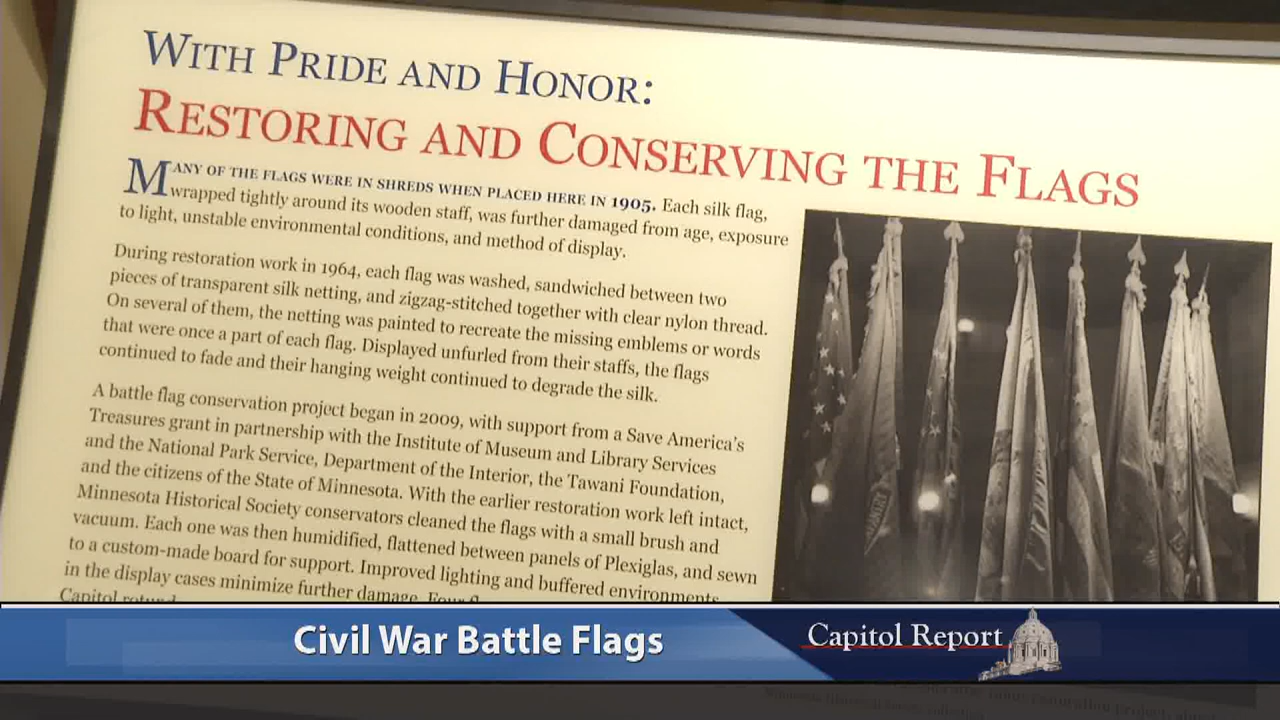 WITH PRIDE AND HONOR:
RESTORING AND CONSERVING THE FLAGS
MANY OF THE FLAGS WERE IN SHREDS WHEN PLACED HERE IN 1905. Each silk flag,
wrapped tightly around its wooden staff, was further damaged from age, exposure
to light, unstable environmental conditions, and method of display.
During restoration work in 1964, each flag was washed, sandwiched between two
pieces of transparent silk netting, and zigzag-stitched together with clear nylon thread.
On several of them, the netting was painted to recreate the missing emblems or words
that were once a part of each flag. Displayed unfurled from their staffs, the flags
continued to fade and their hanging weight continued to degrade the silk.
A battle flag conservation project began in 2009, with support from a Save America's
Treasures grant in partnership with the Institute of Museum and Library Services
and the National Park Service, Department of the Interior, the Tawani Foundation,
and the citizens of the State of Minnesota. With the earlier restoration work left intact,
Minnesota Historical Society conservators cleaned the flags with a small brush and
vacuum. Each one was then humidified, flattened between panels of Plexiglas, and sewn
to a custom-made board for support. Improved lighting and buffered environments
in the display cases minimize further damage. Four
Capitol
Civil War Battle Flags
Capitol Report